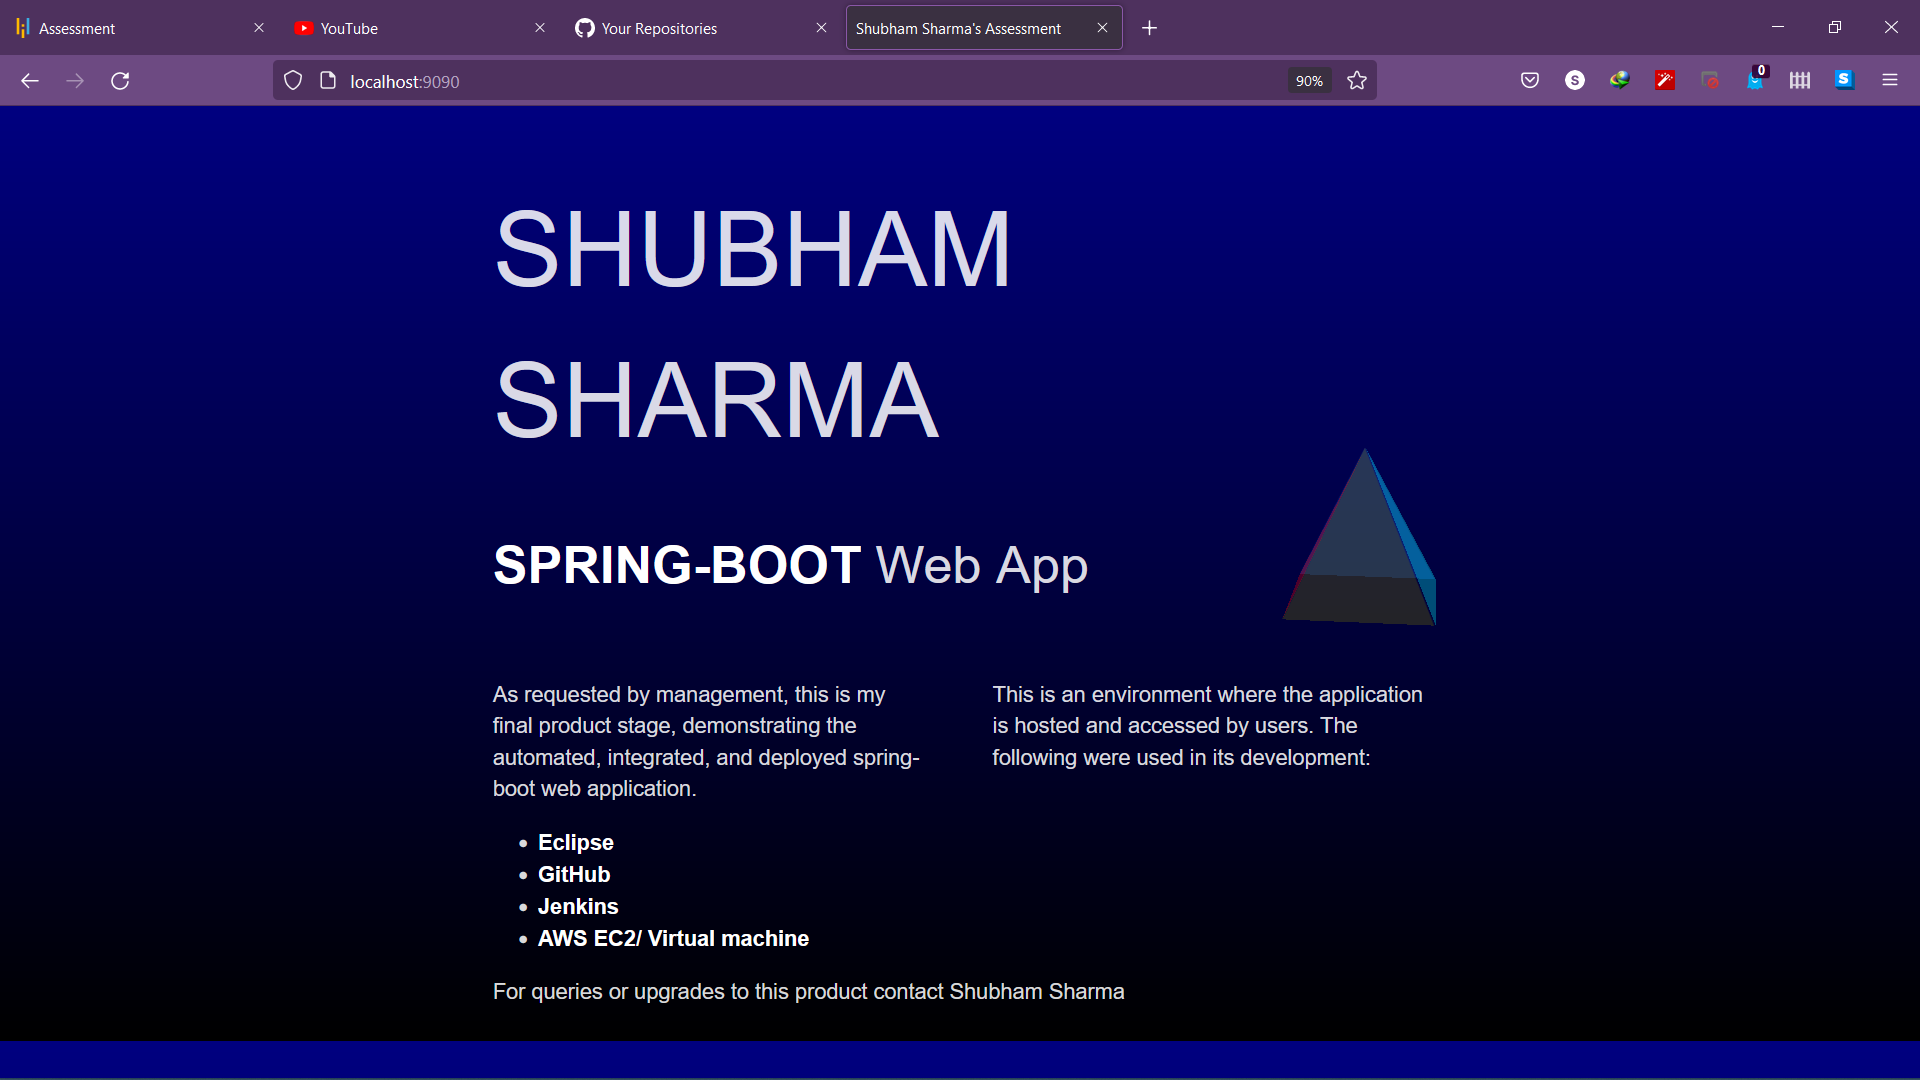 Assessment
YouTube
Your Repositories
Shubham Sharma's Assessment
localhost:9090
90%
S
0
S
SHUBHAM
SHARMA
SPRING-BOOT Web App
As requested by management, this is my
final product stage, demonstrating the
automated, integrated, and deployed spring-
boot web application.
This is an environment where the application
is hosted and accessed by users. The
following were used in its development:
• Eclipse
• GitHub
• Jenkins
• AWS EC2/ Virtual machine
For queries or upgrades to this product contact Shubham Sharma